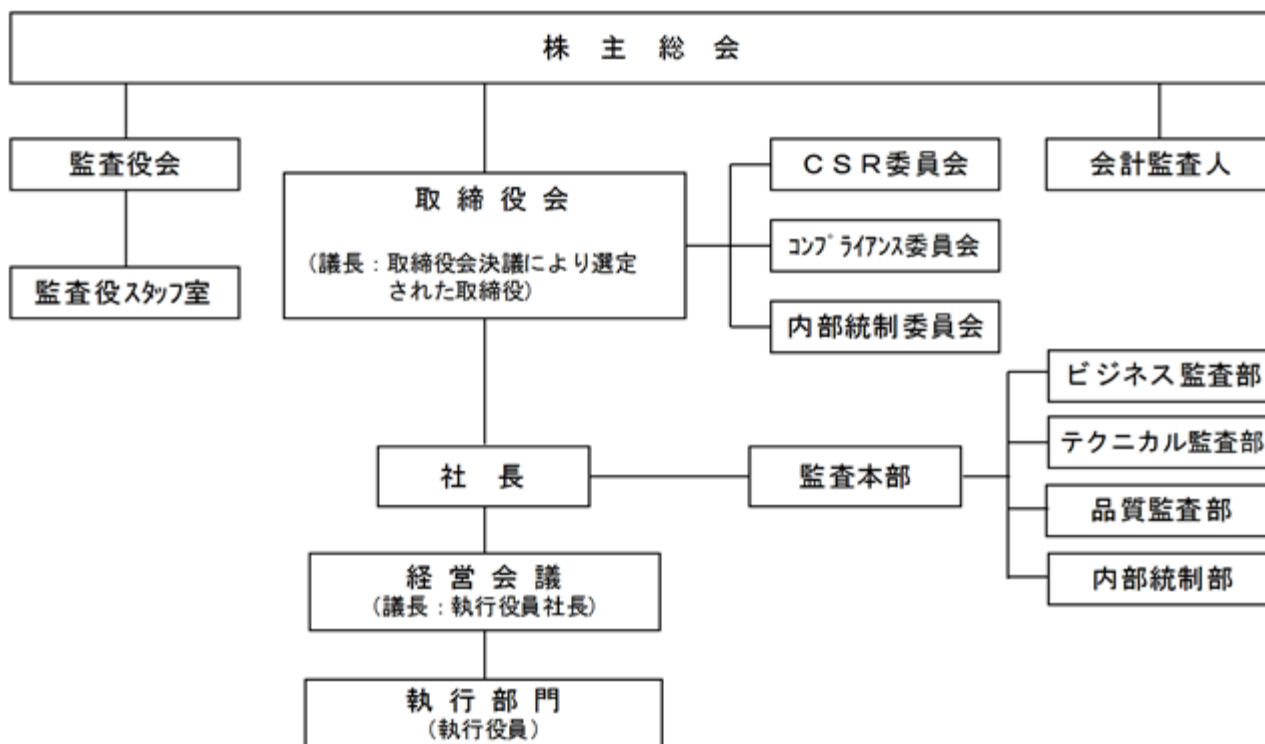 株主総会
監査役会
監査役ｽﾀｯﾌ室
取締役会
(議長：取締役会決議により選定
された取締役)
ＣＳＲ委員会
ｺﾝﾌﾟﾗｲｱﾝｽ委員会
内部統制委員会
会計監査人
社長
監査本部
ビジネス監査部
テクニカル監査部
品質監査部
内部統制部
経営会議
(議長：執行役員社長)
執行部門
(執行役員)